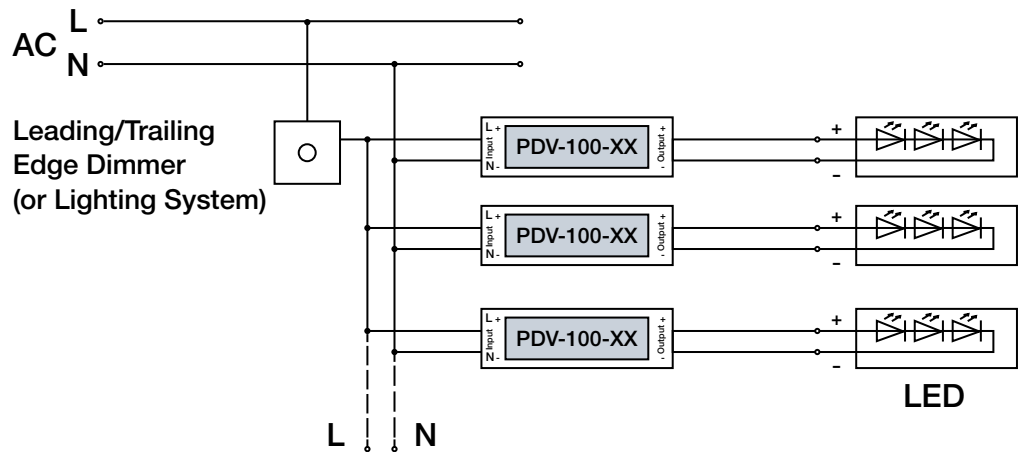 AC
L
N
Leading/Trailing
Edge Dimmer
(or Lighting System)
L +
Input
N -
PDV-100-XX
Output
+
-
+
–
L +
Input
N -
PDV-100-XX
Output
+
-
+
–
L +
Input
N -
PDV-100-XX
Output
+
-
+
–
LED
L N